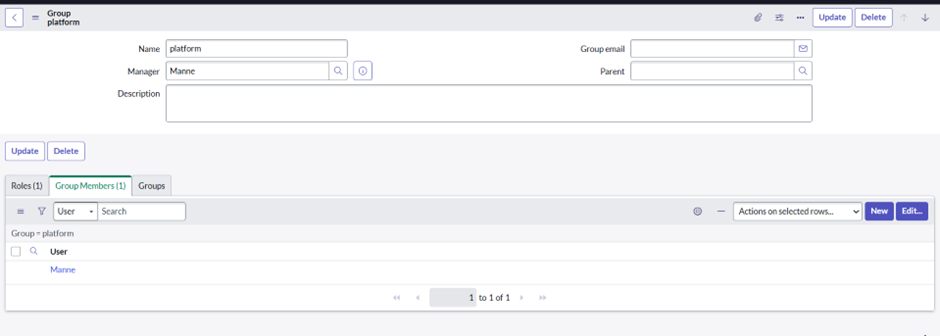 Group
platform
Update Delete
Name platform Group email
Manager Manne Parent
Description
Update Delete
Roles (1) Group Members (1) Groups
User Search Actions on selected rows... New Edit...
Group = platform
User
Manne
1 to 1 of 1